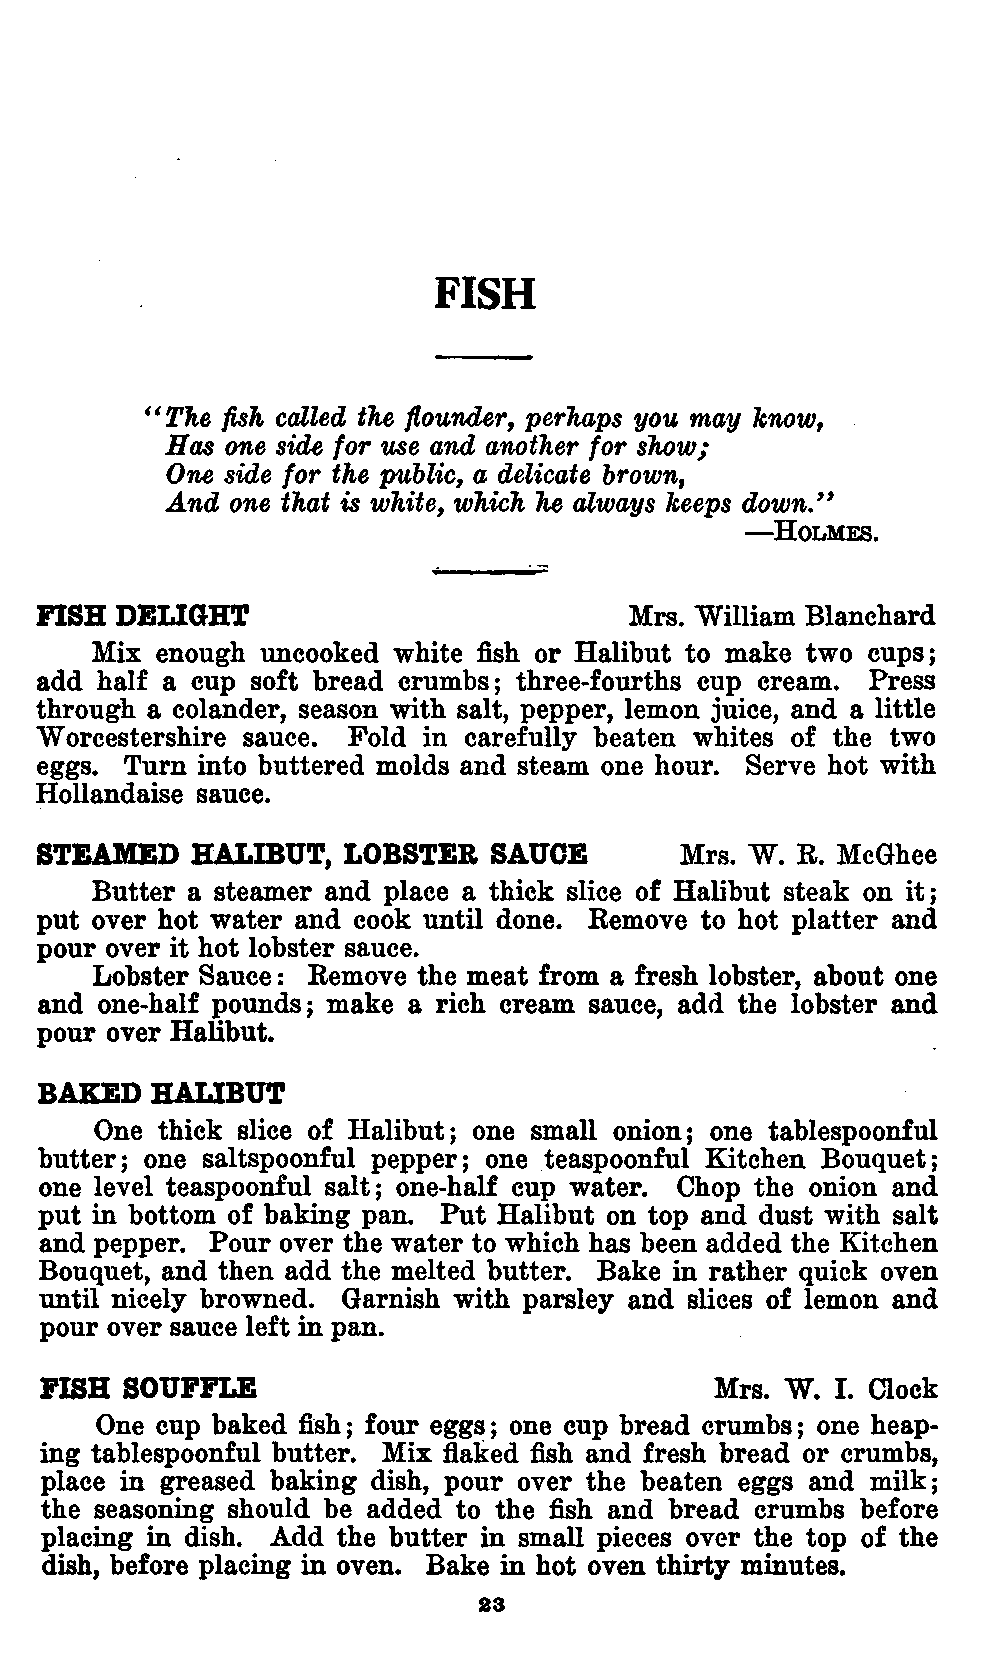 FISH
"The fish called the flounder, perhaps you may know,
Has one side for use and another for show;
One side for the public, a delicate brown,
And one that is white, which he always keeps down."
—HOLMES.
FISH DELIGHT Mrs. William Blanchard
Mix enough uncooked white fish or Halibut to make two cups;
add half a cup soft bread crumbs; three-fourths cup cream. Press
through a colander, season with salt, pepper, lemon juice, and a little
Worcestershire sauce. Fold in carefully beaten whites of the two
eggs. Turn into buttered molds and steam one hour. Serve hot with
Hollandaise sauce.
STEAMED HALIBUT, LOBSTER SAUCE Mrs. W. R. McGhee
Butter a steamer and place a thick slice of Halibut steak on it;
put over hot water and cook until done. Remove to hot platter and
pour over it hot lobster sauce.
Lobster Sauce: Remove the meat from a fresh lobster, about one
and one-half pounds; make a rich cream sauce, add the lobster and
pour over Halibut.
BAKED HALIBUT
One thick slice of Halibut; one small onion; one tablespoonful
butter; one saltspoonful pepper; one teaspoonful Kitchen Bouquet;
one level teaspoonful salt; one-half cup water. Chop the onion and
put in bottom of baking pan. Put Halibut on top and dust with salt
and pepper. Pour over the water to which has been added the Kitchen
Bouquet, and then add the melted butter. Bake in rather quick oven
until nicely browned. Garnish with parsley and slices of lemon and
pour over sauce left in pan.
FISH SOUFFLE Mrs. W. I. Clock
One cup baked fish; four eggs; one cup bread crumbs; one heap-
ing tablespoonful butter. Mix flaked fish and fresh bread or crumbs,
place in greased baking dish, pour over the beaten eggs and milk;
the seasoning should be added to the fish and bread crumbs before
placing in dish. Add the butter in small pieces over the top of the
dish, before placing in oven. Bake in hot oven thirty minutes.
23